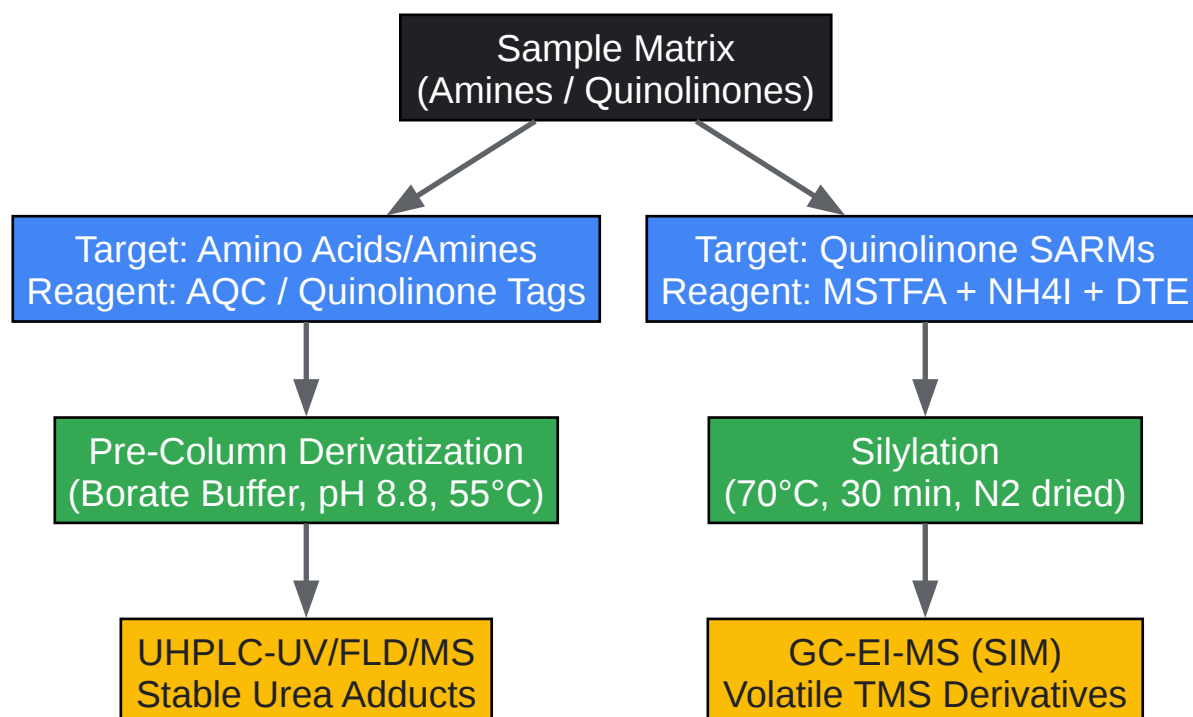 Sample Matrix
(Amines / Quinolinones)
Target: Amino Acids/Amines
Reagent: AQC / Quinolinone Tags
Target: Quinolinone SARMs
Reagent: MSTFA + NH4I + DTE
Pre-Column Derivatization
(Borate Buffer, pH 8.8, 55°C)
Silylation
(70°C, 30 min, N2 dried)
UHPLC-UV/FLD/MS
Stable Urea Adducts
GC-EI-MS (SIM)
Volatile TMS Derivatives